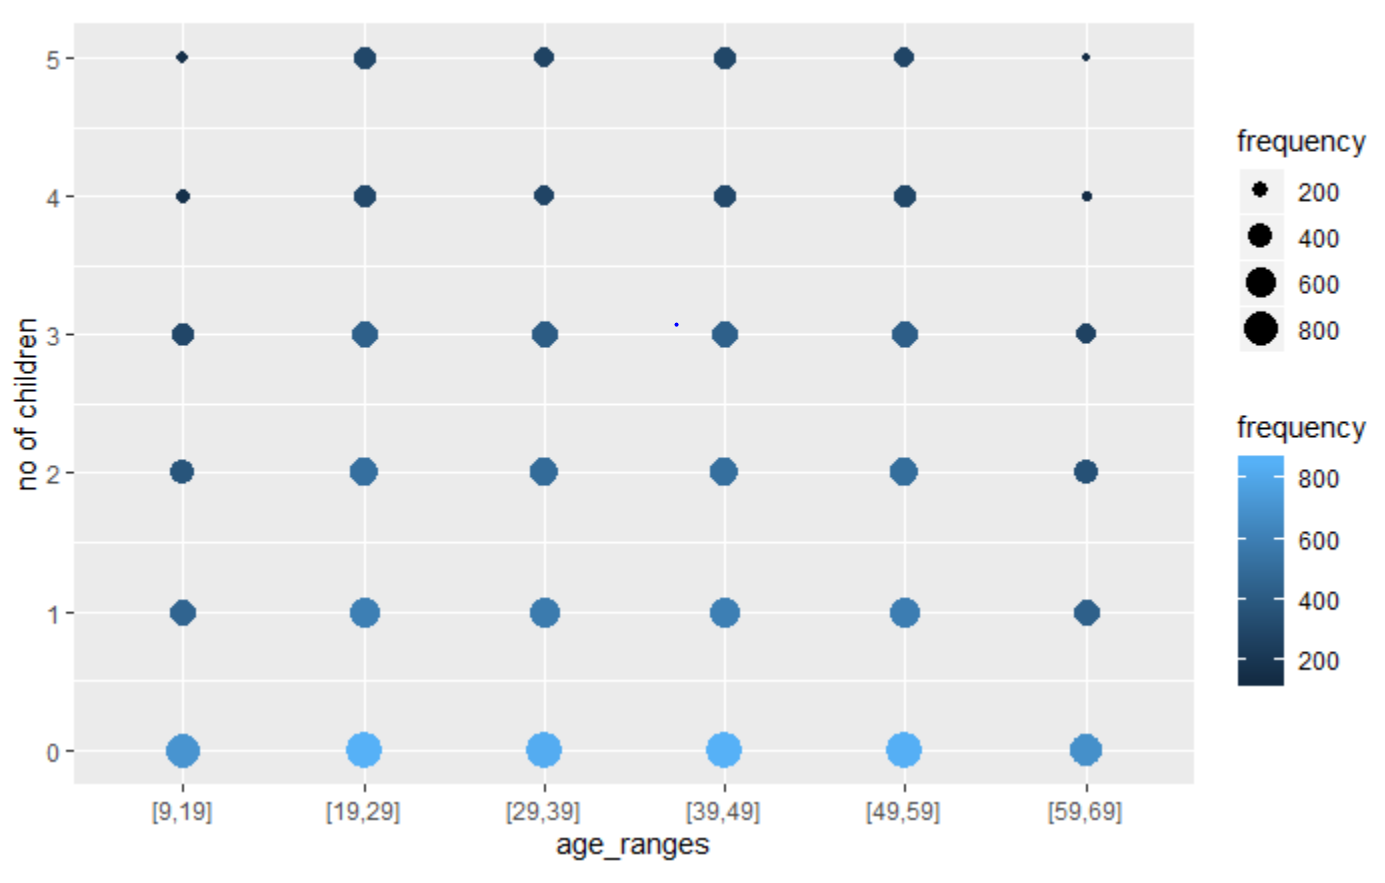 5
4
3
2
1
0
no of children
[9,19] [19,29] [29,39] [39,49] [49,59] [59,69]
age_ranges
frequency
200
400
600
800
frequency
800
600
400
200